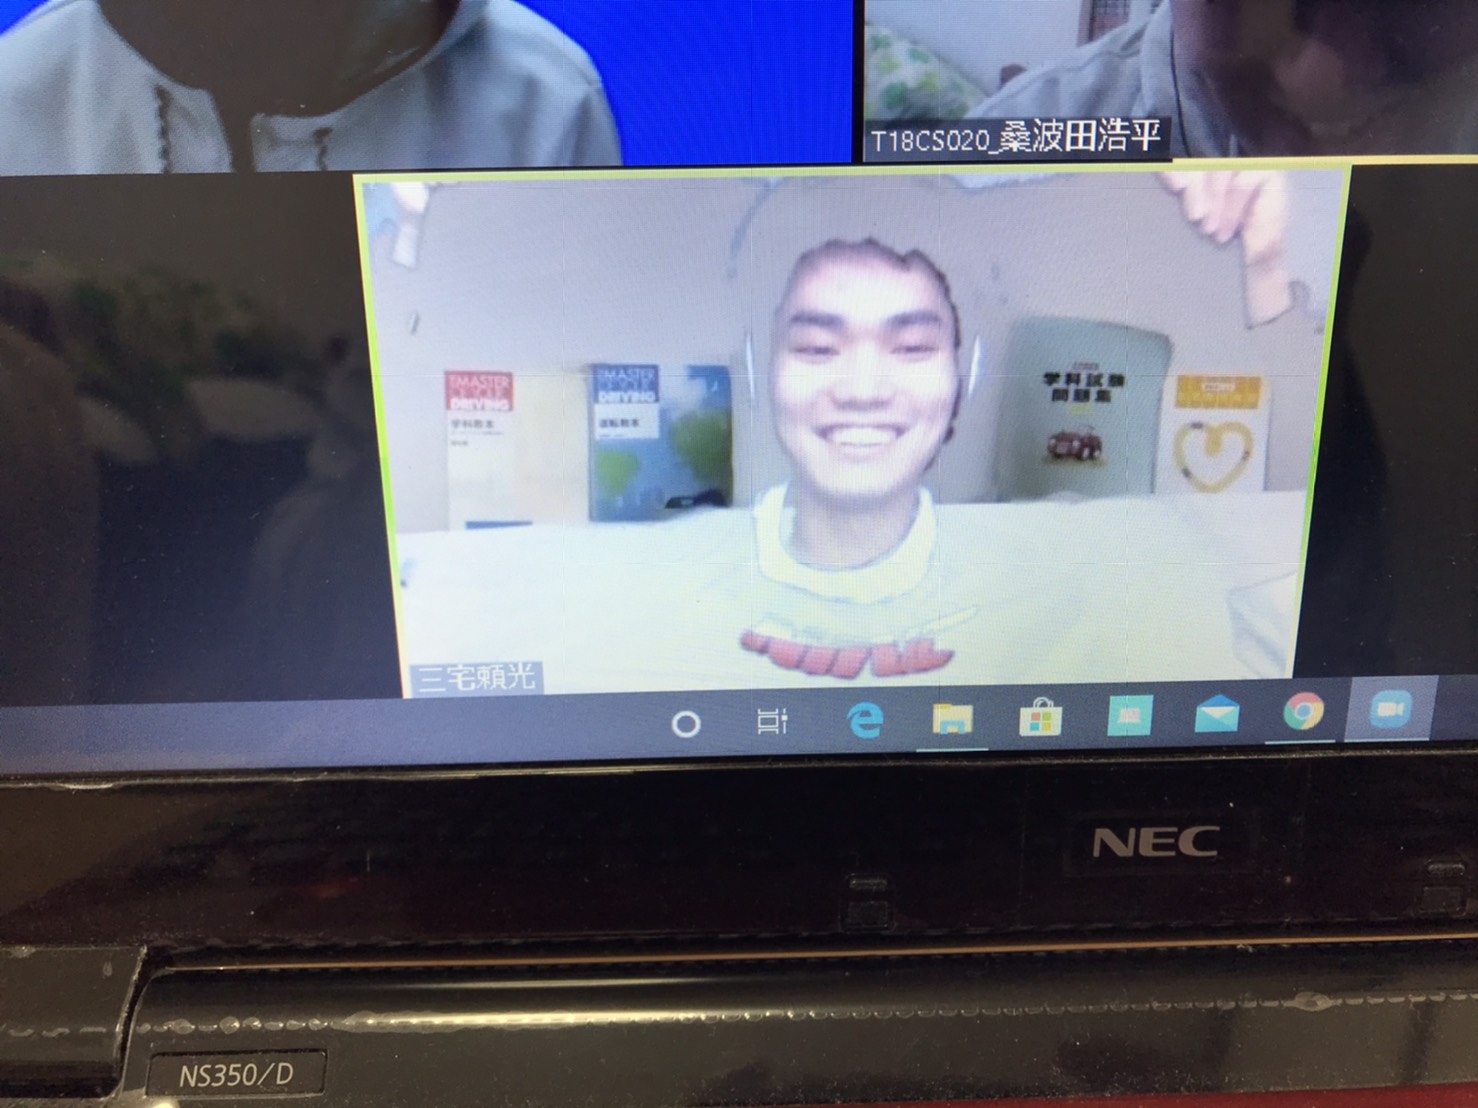 T18CS020_桑波田浩平
THE MASTER
DRIVING
学科教本
THE MASTER
DRIVING
運転教本
学科試験
問題集
三宅頼光
NEC
NS350/D